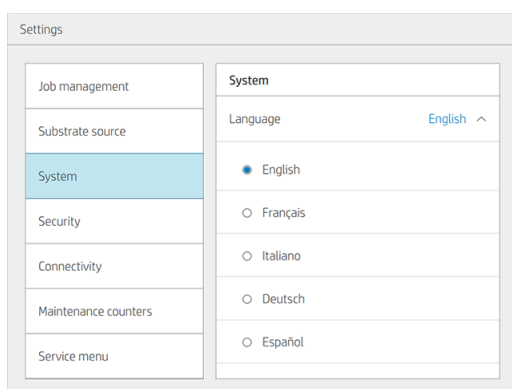 Settings
Job management
Substrate source
System
Security
Connectivity
Maintenance counters
Service menu
System
Language English
English
Français
Italiano
Deutsch
Español